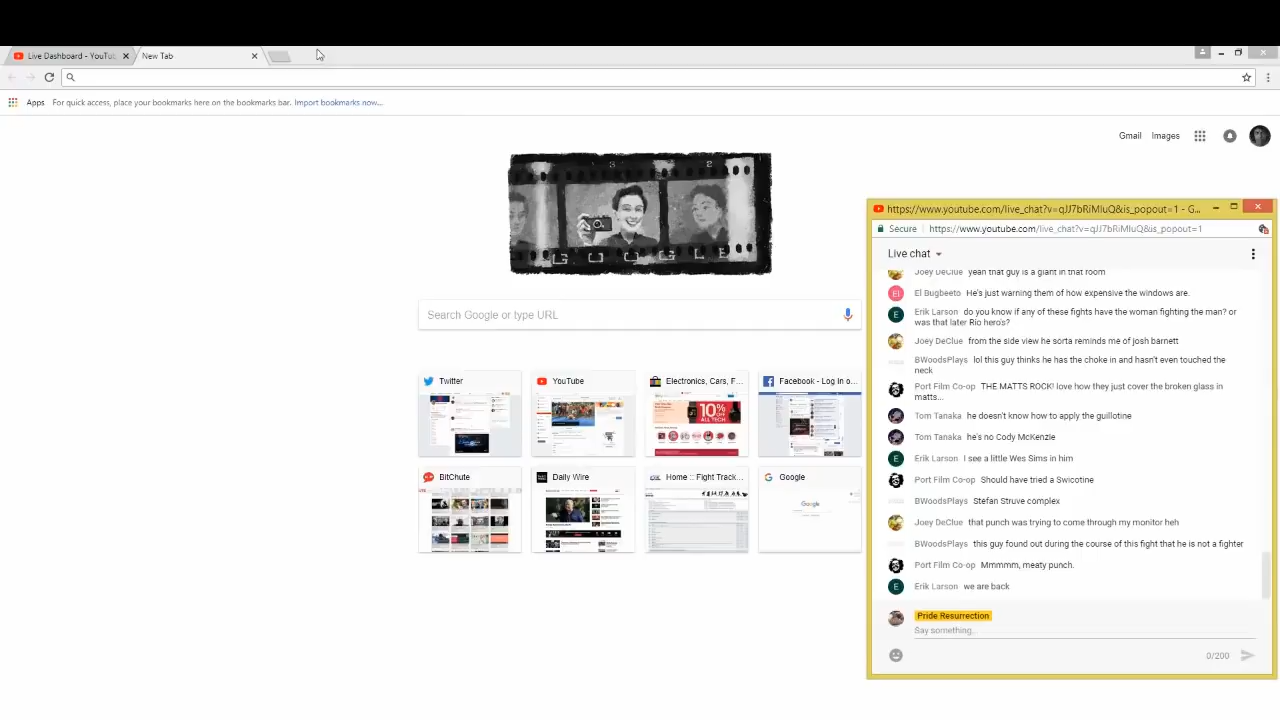 Live Dashboard - YouTub
New Tab
Apps For quick access, place your bookmarks here on the bookmarks bar. Import bookmarks now...
Gmail Images
3 2
GOOGLE
Search Google or type URL
Twitter
YouTube
Electronics, Cars, F...
Facebook - Log In o...
10% OFF
ALL TECH
BitChute
Daily Wire
Home :: Fight Track...
Google
https://www.youtube.com/live_chat?v=qJJ7bRiMluQ&is_popout=1 - G...
Secure https://www.youtube.com/live_chat?v=qJJ7bRiMluQ&is_popout=1
Live chat
Joey DeClue yeah that guy is a giant in that room
El Bugbeeto He's just warning them of how expensive the windows are.
Erik Larson do you know if any of these fights have the woman fighting the man? or
was that later Rio hero's?
Joey DeClue from the side view he sorta reminds me of josh barnett
BWoodsPlays lol this guy thinks he has the choke in and hasn't even touched the
neck
Port Film Co-op THE MATTS ROCK! love how they just cover the broken glass in
matts...
Tom Tanaka he doesn't know how to apply the guillotine
Tom Tanaka he's no Cody McKenzie
Erik Larson I see a little Wes Sims in him
Port Film Co-op Should have tried a Swicotine
BWoodsPlays Stefan Struve complex
Joey DeClue that punch was trying to come through my monitor heh
BWoodsPlays this guy found out during the course of this fight that he is not a fighter
Port Film Co-op Mmmmm, meaty punch.
Erik Larson we are back
Pride Resurrection
Say something...
0/200